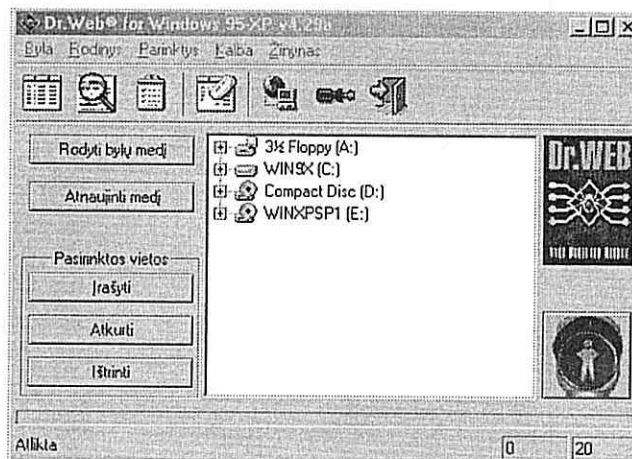 Dr.Web® for Windows 95-XP v4.29a
Byla Rodinys Parinktys Kalba Žinynas
Rodyti bylų medį
Atnaujinti medį
Pasirinktos vietos
Įrašyti
Atkurti
Ištrinti
3½ Floppy (A:)
WIN9X (C:)
Compact Disc (D:)
WINXPSP1 (E:)
Dr.WEB
Atlikta
0
20